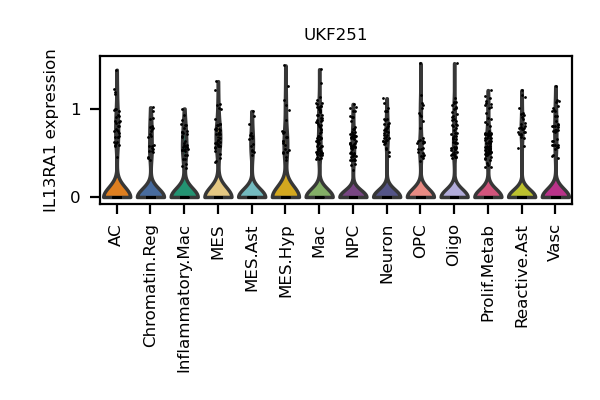 UKF251
IL13RA1 expression
1
0
AC
Chromatin.Reg
Inflammatory.Mac
MES
MES.Ast
MES.Hyp
Mac
NPC
Neuron
OPC
Oligo
Prolif.Metab
Reactive.Ast
Vasc